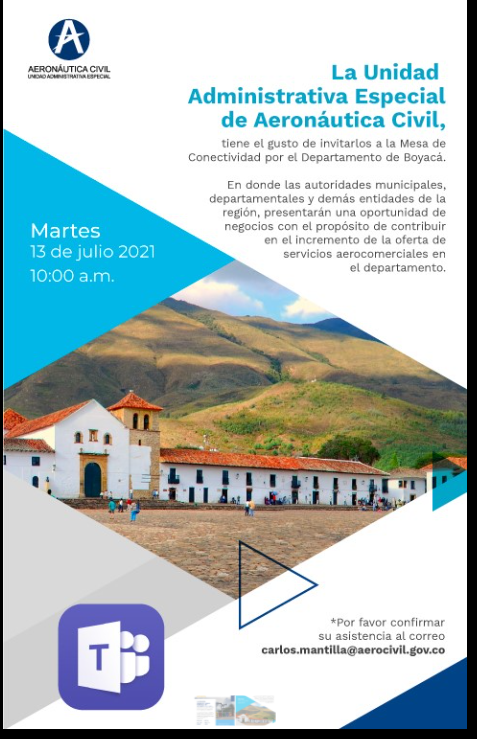 AERONÁUTICA CIVIL
UNIDAD ADMINISTRATIVA ESPECIAL
La Unidad
Administrativa Especial
de Aeronáutica Civil,
tiene el gusto de invitarlos a la Mesa de
Conectividad por el Departamento de Boyacá.
En donde las autoridades municipales,
departamentales y demás entidades de la
región, presentarán una oportunidad de
negocios con el propósito de contribuir
en el incremento de la oferta de
servicios aerocomerciales en
el departamento.
Martes
13 de julio 2021
10:00 a.m.
T
*Por favor confirmar
su asistencia al correo
carlos.mantilla@aerocivil.gov.co